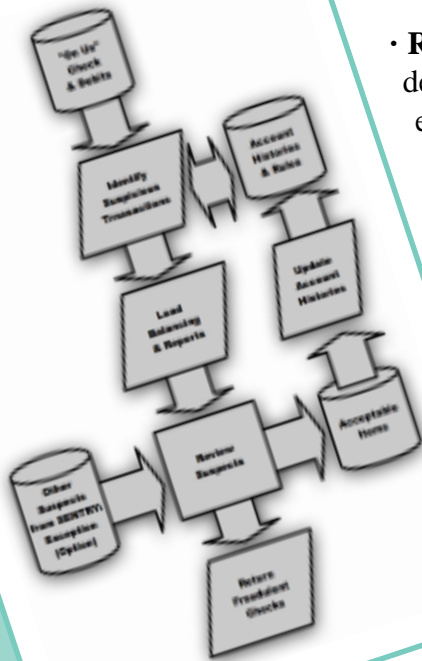 "On Us"
Check
& Debits
Identify
Suspicious
Transactions
Account
Histories
& Rules
Load
Balancing
& Reports
Update
Account
Histories
Review
Suspects
Acceptable
Items
Other
Suspects
from SENTRY:
Exception
(Option)
Return
Fraudulent
Checks
· R
de
e